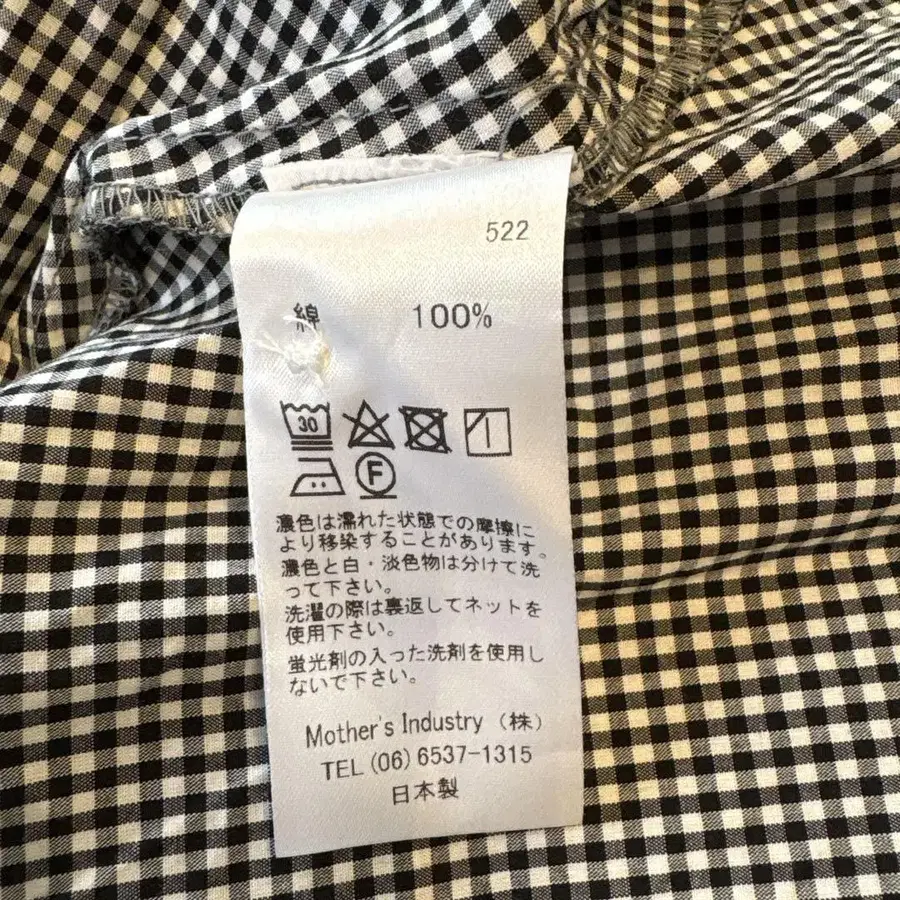 522
綿 100%
30
F
濃色は濡れた状態での摩擦に
より移染することがあります。
濃色と白・淡色物は分けて洗
って下さい。
洗濯の際は裏返してネットを
使用下さい。
蛍光剤の入った洗剤を使用し
ないで下さい。
Mother's Industry (株)
TEL(06)6537-1315
日本製